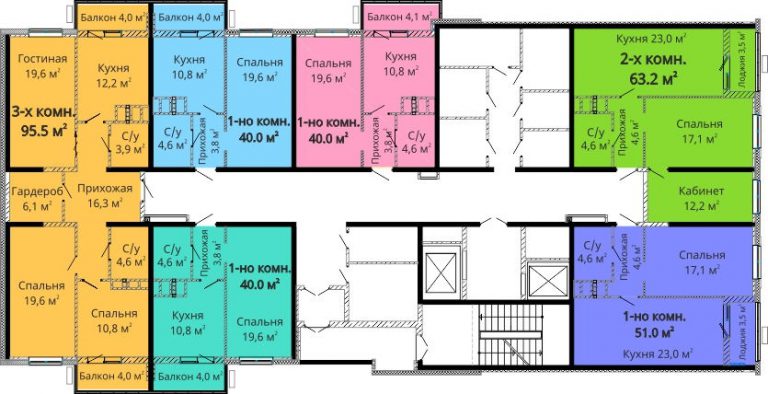 Балкон 4,0 м²
Гостиная
19,6 м²
Кухня
12,2 м²
3-х комн.
95.5 м²
С/у
3,9 м²
Гардероб
6,1 м²
Прихожая
16,3 м²
С/у
4,6 м²
Спальня
19,6 м²
Спальня
10,8 м²
Балкон 4,0 м²
Балкон 4,0 м²
Кухня
10,8 м²
Спальня
19,6 м²
1-но комн.
40.0 м²
С/у
4,6 м²
Прихожая
3,8 м²
Балкон 4,1 м²
Спальня
19,6 м²
Кухня
10,8 м²
1-но комн.
40.0 м²
Прихожая
3,8 м²
С/у
4,6 м²
С/у
4,6 м²
Прихожая
3,8 м²
1-но комн.
40.0 м²
Кухня
10,8 м²
Спальня
19,6 м²
Балкон 4,0 м²
Кухня 23,0 м²
2-х комн.
63.2 м²
Лоджия 3,5 м²
С/у
4,6 м²
Прихожая
4,6 м²
Спальня
17,1 м²
Кабинет
12,2 м²
С/у
4,6 м²
Прихожая
4,6 м²
Спальня
17,1 м²
1-но комн.
51.0 м²
Кухня 23,0 м²
Лоджия 3,5 м²